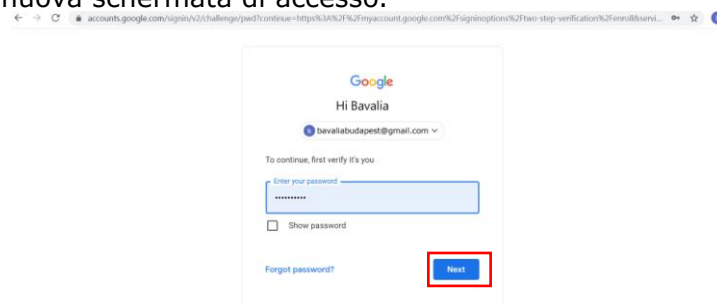 nuova schermata di accesso.
accounts.google.com/signin/v2/challenge/pwd?continue=https%3A%2F%2Fmyaccount.google.com%2Fsigninoptions%2Ftwo-step-verification%2Fenroll&servi...
Google
Hi Bavalia
bavaliabudapest@gmail.com
To continue, first verify it's you
Enter your password
••••••••••
Show password
Forgot password?
Next